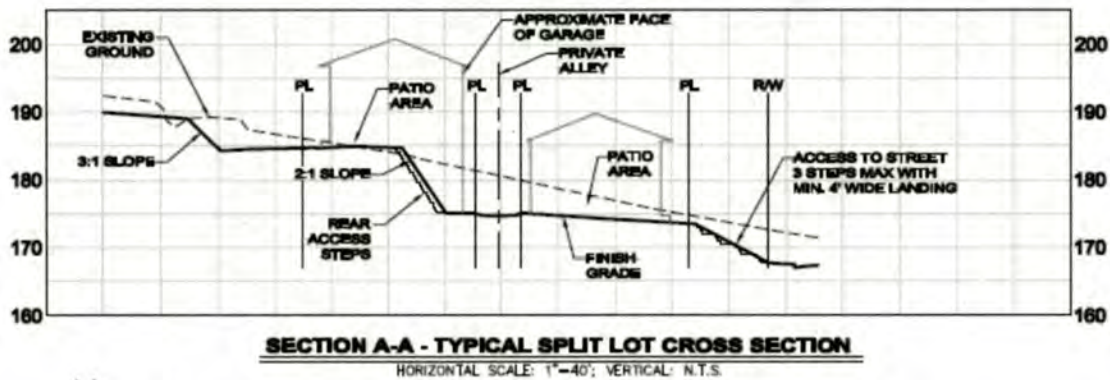 200
190
180
170
160
EXISTING
GROUND
3:1 SLOPE
PL
PATIO
AREA
2:1 SLOPE
REAR
ACCESS
STEPS
APPROXIMATE FACE
OF GARAGE
PRIVATE
ALLEY
PL
PL
PATIO
AREA
FINISH
GRADE
PL
R/W
ACCESS TO STREET
3 STEPS MAX WITH
MIN. 4' WIDE LANDING
200
190
180
170
160
SECTION A-A - TYPICAL SPLIT LOT CROSS SECTION
HORIZONTAL SCALE: 1"=40'; VERTICAL: N.T.S.